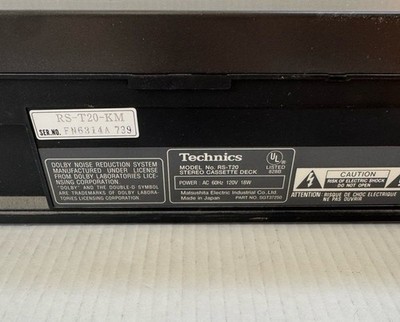 RS-T20-KM
SER.NO. FN6314A 739
DOLBY NOISE REDUCTION SYSTEM
MANUFACTURED UNDER LICENSE
FROM DOLBY LABORATORIES LICE-
NSING CORPORATION.
"DOLBY" AND THE DOUBLE-D SYMBOL
ARE TRADEMARKS OF DOLBY LABORA-
TORIES LICENSING CORPORATION.
Technics
MODEL No. RS-T20
STEREO CASSETTE DECK
UL
LISTED
828D
POWER AC 60Hz 120V 18W
Matsushita Electric Industrial Co., Ltd.
Made in Japan
PART NO.
CAUTION
RISK OF ELECTRIC SHOCK
DO NOT OPEN
ATTENTION RISQUE DE CHOC ELECTRIQUE
NE PAS OUVRIR